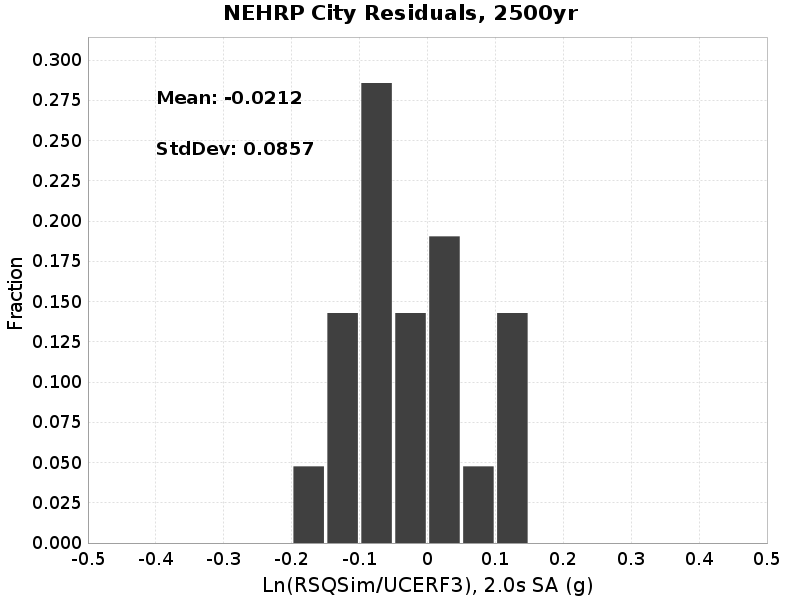 NEHRP City Residuals, 2500yr
0.300
0.275
0.250
0.225
0.200
0.175
0.150
0.125
0.100
0.075
0.050
0.025
0.000
Fraction
Mean: -0.0212
StdDev: 0.0857
-0.5 -0.4 -0.3 -0.2 -0.1 0 0.1 0.2 0.3 0.4 0.5
Ln(RSQSim/UCERF3), 2.0s SA (g)